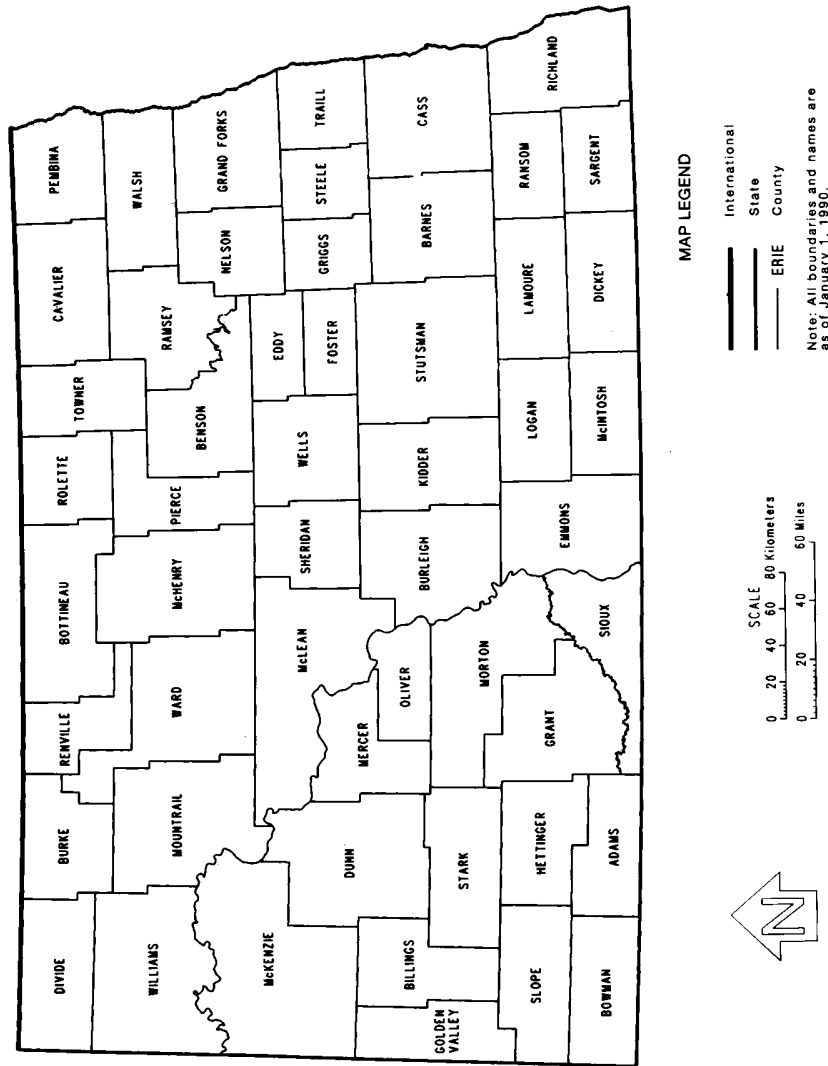 DIVIDE
BURKE
RENVILLE
BOTTINEAU
ROLETTE
TOWNER
CAVALIER
PEMBINA
WILLIAMS
MOUNTRAIL
WARD
McHENRY
PIERCE
BENSON
RAMSEY
WALSH
McKENZIE
DUNN
MERCER
OLIVER
McLEAN
SHERIDAN
WELLS
EDDY
FOSTER
NELSON
GRAND FORKS
GRIGGS
STEELE
TRAILL
GOLDEN
VALLEY
BILLINGS
STARK
MORTON
BURLEIGH
KIDDER
STUTSMAN
BARNES
CASS
SLOPE
HETTINGER
GRANT
EMMONS
LOGAN
LAMOURE
RANSOM
RICHLAND
BOWMAN
ADAMS
SIOUX
McINTOSH
DICKEY
SARGENT
N
SCALE
0 20 40 60 80 Kilometers
0 20 40 60 Miles
MAP LEGEND
International
State
ERIE County
Note: All boundaries and names are
as of January 1, 1990.